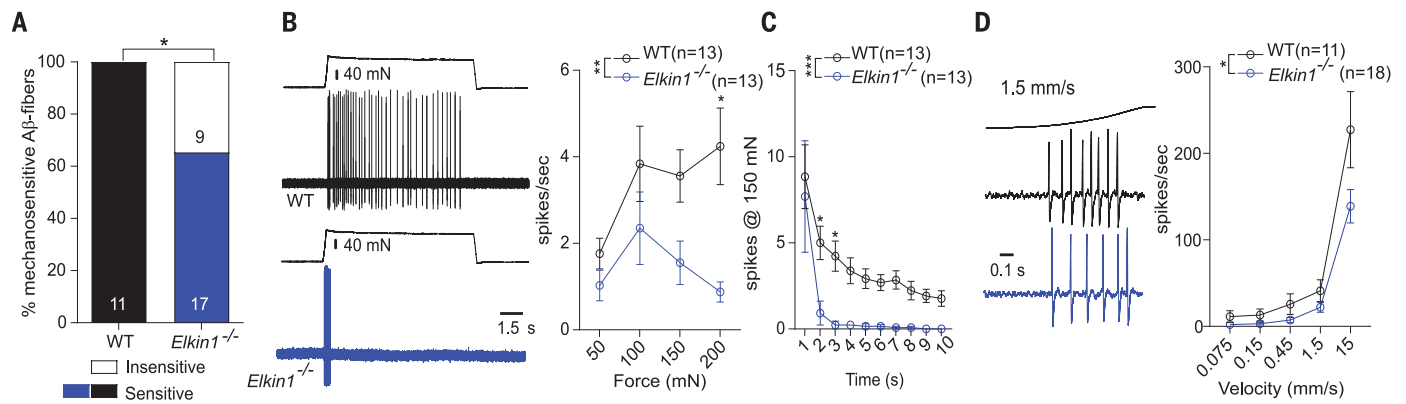 A
% mechanosensitive Aβ-fibers
100
80
60
40
20
0
*
11
9
17
WT
Elkin1-/-
Insensitive
Sensitive
B
40 mN
WT
40 mN
1.5 s
Elkin1-/-
spikes/sec
6
4
2
0
**
WT(n=13)
Elkin1-/- (n=13)
*
50
100
150
200
Force (mN)
C
spikes @ 150 mN
15
10
5
0
***
WT(n=13)
Elkin1-/- (n=13)
*
*
1
2
3
4
5
6
7
8
9
10
Time (s)
D
1.5 mm/s
0.1 s
spikes/sec
300
200
100
0
*
WT(n=11)
Elkin1-/- (n=18)
0.075
0.15
0.45
1.5
15
Velocity (mm/s)